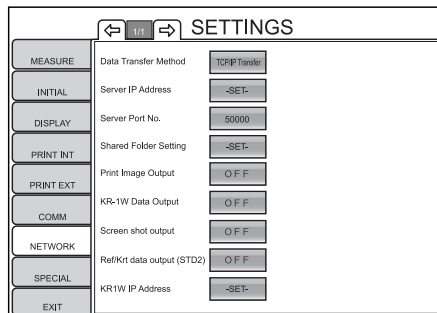 1/1 SETTINGS
MEASURE
INITIAL
DISPLAY
PRINT INT
PRINT EXT
COMM
NETWORK
SPECIAL
EXIT
Data Transfer Method TCP/IP Transfer
Server IP Address -SET-
Server Port No. 50000
Shared Folder Setting -SET-
Print Image Output OFF
KR-1W Data Output OFF
Screen shot output OFF
Ref/Krt data output (STD2) OFF
KR1W IP Address -SET-